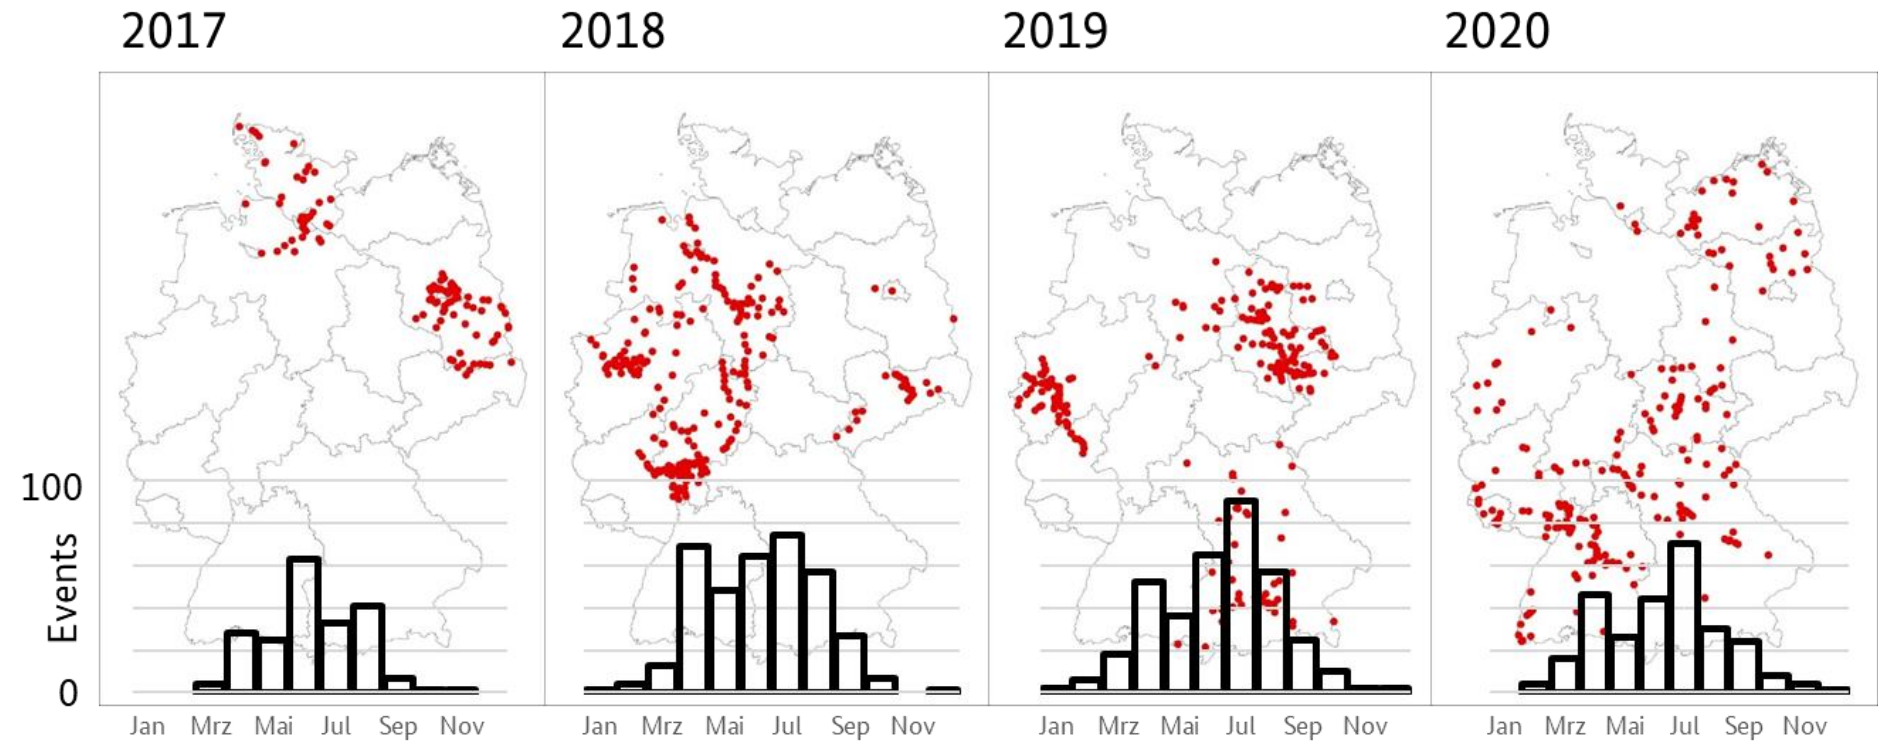 2017 2018 2019 2020
100
Events
0
Jan Mrz Mai Jul Sep Nov Jan Mrz Mai Jul Sep Nov Jan Mrz Mai Jul Sep Nov Jan Mrz Mai Jul Sep Nov